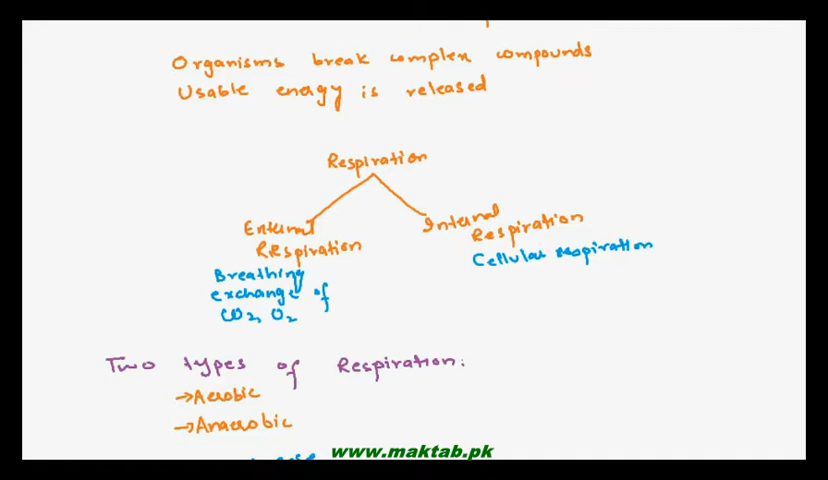 Organisms break complex compounds
Usable energy is released
Respiration
External
Respiration
Breathing
exchange of
CO2, O2
Internal
Respiration
Cellular respiration
Two types of Respiration:
→Aerobic
→Anaerobic
www.maktab.pk